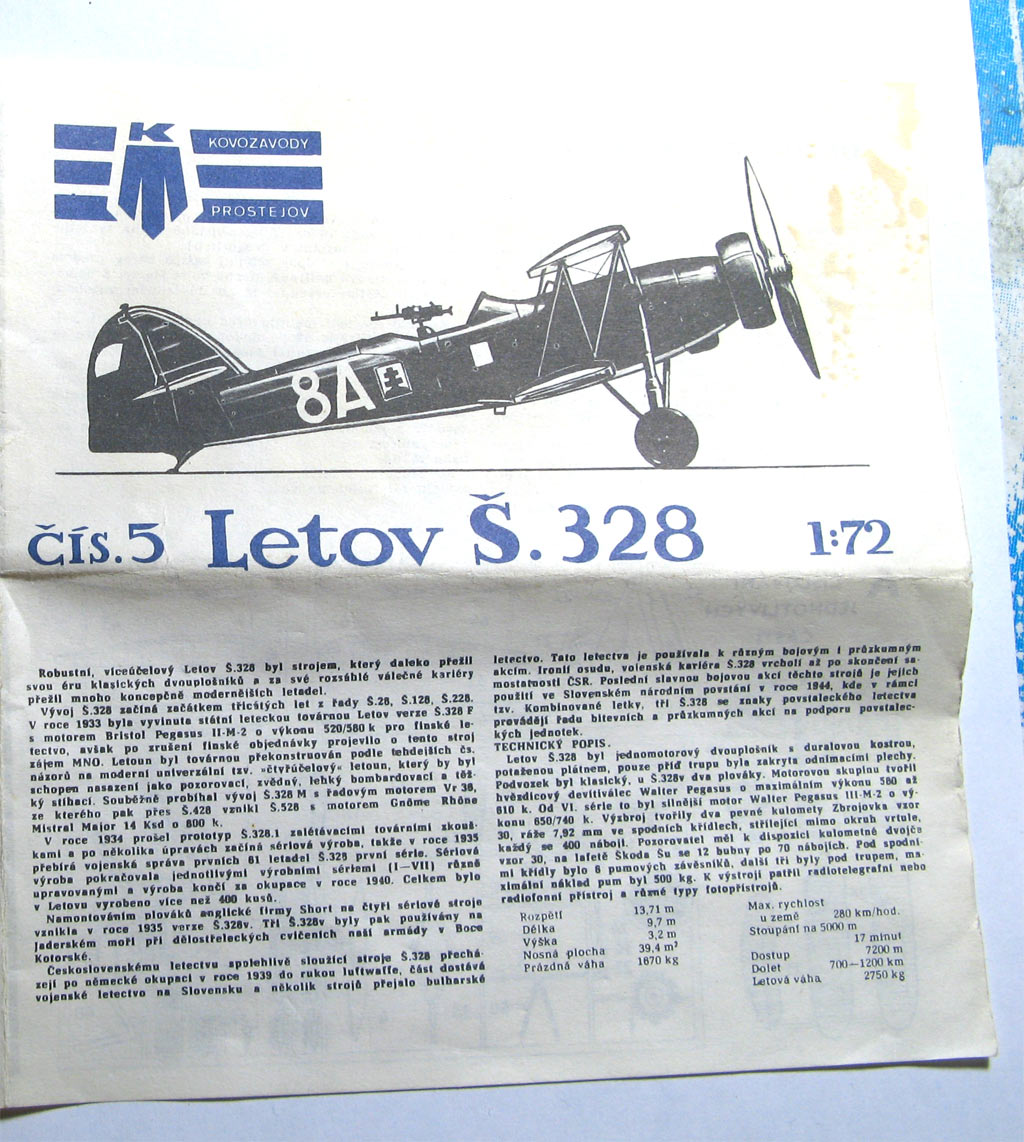 K
KOVOZAVODY
M
PROSTEJOV
8A
čís.5 Letov Š.328 1:72
Robustní, víceúčelový Letov Š.328 byl strojem, který daleko přežil
svou éru klasických dvouplošníků a za své rozsáhlé válečné kariéry
přežil mnoho koncepčně modernějších letadel.
Vývoj Š.328 začíná začátkem třicátých let z řady Š.28, Š.128, Š.228.
V roce 1933 byla vyvinuta státní leteckou továrnou Letov verze Š.328 F
s motorem Bristol Pegasus II-M-2 o výkonu 520/580 k pro finské le-
tectvo, avšak po zrušení finské objednávky projevilo o tento stroj
zájem MNO. Letoun byl továrnou překonstruován podle tehdejších čs.
názorů na moderní univerzální tzv. »čtyřúčelový« letoun, který by byl
schopen nasazení jako pozorovací, zvědný, lehký bombardovací a těž-
ký stíhací. Souběžně probíhal vývoj Š.328 M s řadovým motorem Vr 36,
ze kterého pak přes Š.428 vznikl Š.528 s motorem Gnôme Rhône
Mistral Major 14 Ksd o 800 k.
V roce 1934 prošel prototyp Š.328.1 zalétávacími továrními zkouš-
kami a po několika úpravách začíná sériová výroba, takže v roce 1935
přebírá vojenská správa prvních 61 letadel Š.328 první série. Sériová
výroba pokračovala jednotlivými výrobními sériemi (I—VII) různě
upravovanými a výroba končí za okupace v roce 1940. Celkem bylo
v Letovu vyrobeno více než 400 kusů.
Namontováním plováků anglické firmy Short na čtyři sériové stroje
vznikla v roce 1935 verze Š.328v. Tři Š.328v byly pak používány na
Jaderském moři při dělostřeleckých cvičeních naší armády v Boce
Kotorské.
Československému letectvu spolehlivě sloužící stroje Š.328 přechá-
zejí po německé okupaci v roce 1939 do rukou luftwaffe, část dostává
vojenské letectvo na Slovensku a několik strojů přejalo bulharské
letectvo. Tato letectva je používala k různým bojovým i průzkumným
akcím. Ironií osudu, vojenská kariéra Š.328 vrcholí až po skončení sa-
mostatnosti ČSR. Poslední slavnou bojovou akcí těchto strojů je jejich
použití ve Slovenském národním povstání v roce 1944, kde v rámci
tzv. Kombinované letky, tři Š.328 se znaky povstaleckého letectva
provádějí řadu bitevních a průzkumných akcí na podporu povstalec-
kých jednotek.
TECHNICKÝ POPIS.
Letov Š.328 byl jednomotorový dvouplošník s duralovou kostrou,
potaženou plátnem, pouze příď trupu byla zakryta odnímacími plechy.
Podvozek byl klasický, u Š.328v dva plováky. Motorovou skupinu tvořil
hvězdicový devítiválec Walter Pegasus o maximálním výkonu 580 až
610 k. Od VI. série to byl silnější motor Walter Pegasus III-M-2 o vý-
konu 650/740 k. Výzbroj tvořily dva pevné kulomety Zbrojovka vzor
30, ráže 7,92 mm ve spodních křídlech, střílející mimo okruh vrtule,
každý se 400 náboji. Pozorovatel měl k dispozici kulometné dvojče
vzor 30, na lafetě Škoda Šu se 12 bubny po 70 nábojích. Pod spodní-
mi křídly bylo 6 pumových závěsníků, další tři byly pod trupem, ma-
ximální náklad pum byl 500 kg. K výstroji patřil radiotelegrafní nebo
radiofonní přístroj a různé typy fotopřístrojů.
Rozpětí 13,71 m
Délka 9,7 m
Výška 3,2 m
Nosná plocha 39,4 m²
Prázdná váha 1670 kg
Max. rychlost
u země 280 km/hod.
Stoupání na 5000 m
17 minut
Dostup 7200 m
Dolet 700—1200 km
Letová váha 2750 kg